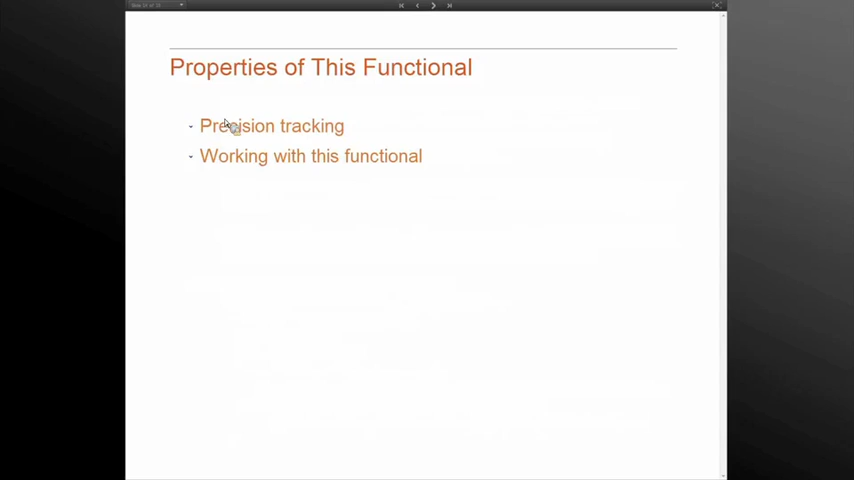 Properties of This Functional
Precision tracking
Working with this functional